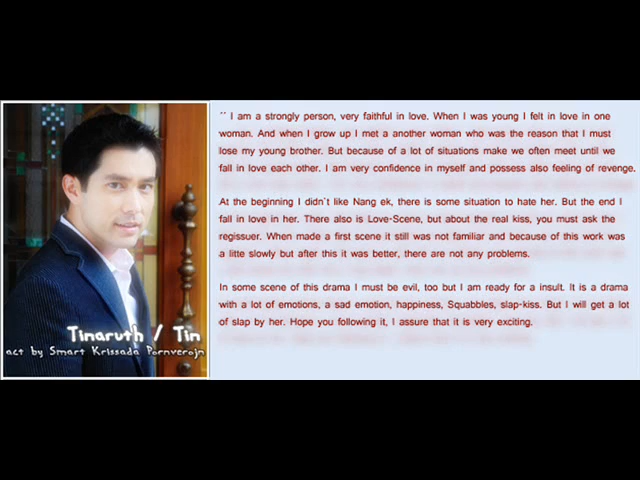 Tinaruth / Tin
act by Smart Krissada Pornverojn
`` I am a strongly person, very faithful in love. When I was young I felt in love in one
woman. And when I grow up I met a another woman who was the reason that I must
lose my young brother. But because of a lot of situations make we often meet until we
fall in love each other. I am very confidence in myself and possess also feeling of revenge.
At the beginning I didn`t like Nang ek, there is some situation to hate her. But the end I
fall in love in her. There also is Love-Scene, but about the real kiss, you must ask the
regissuer. When made a first scene it still was not familiar and because of this work was
a litte slowly but after this it was better, there are not any problems.
In some scene of this drama I must be evil, too but I am ready for a insult. It is a drama
with a lot of emotions, a sad emotion, happiness, Squabbles, slap-kiss. But I will get a lot
of slap by her. Hope you following it, I assure that it is very exciting.